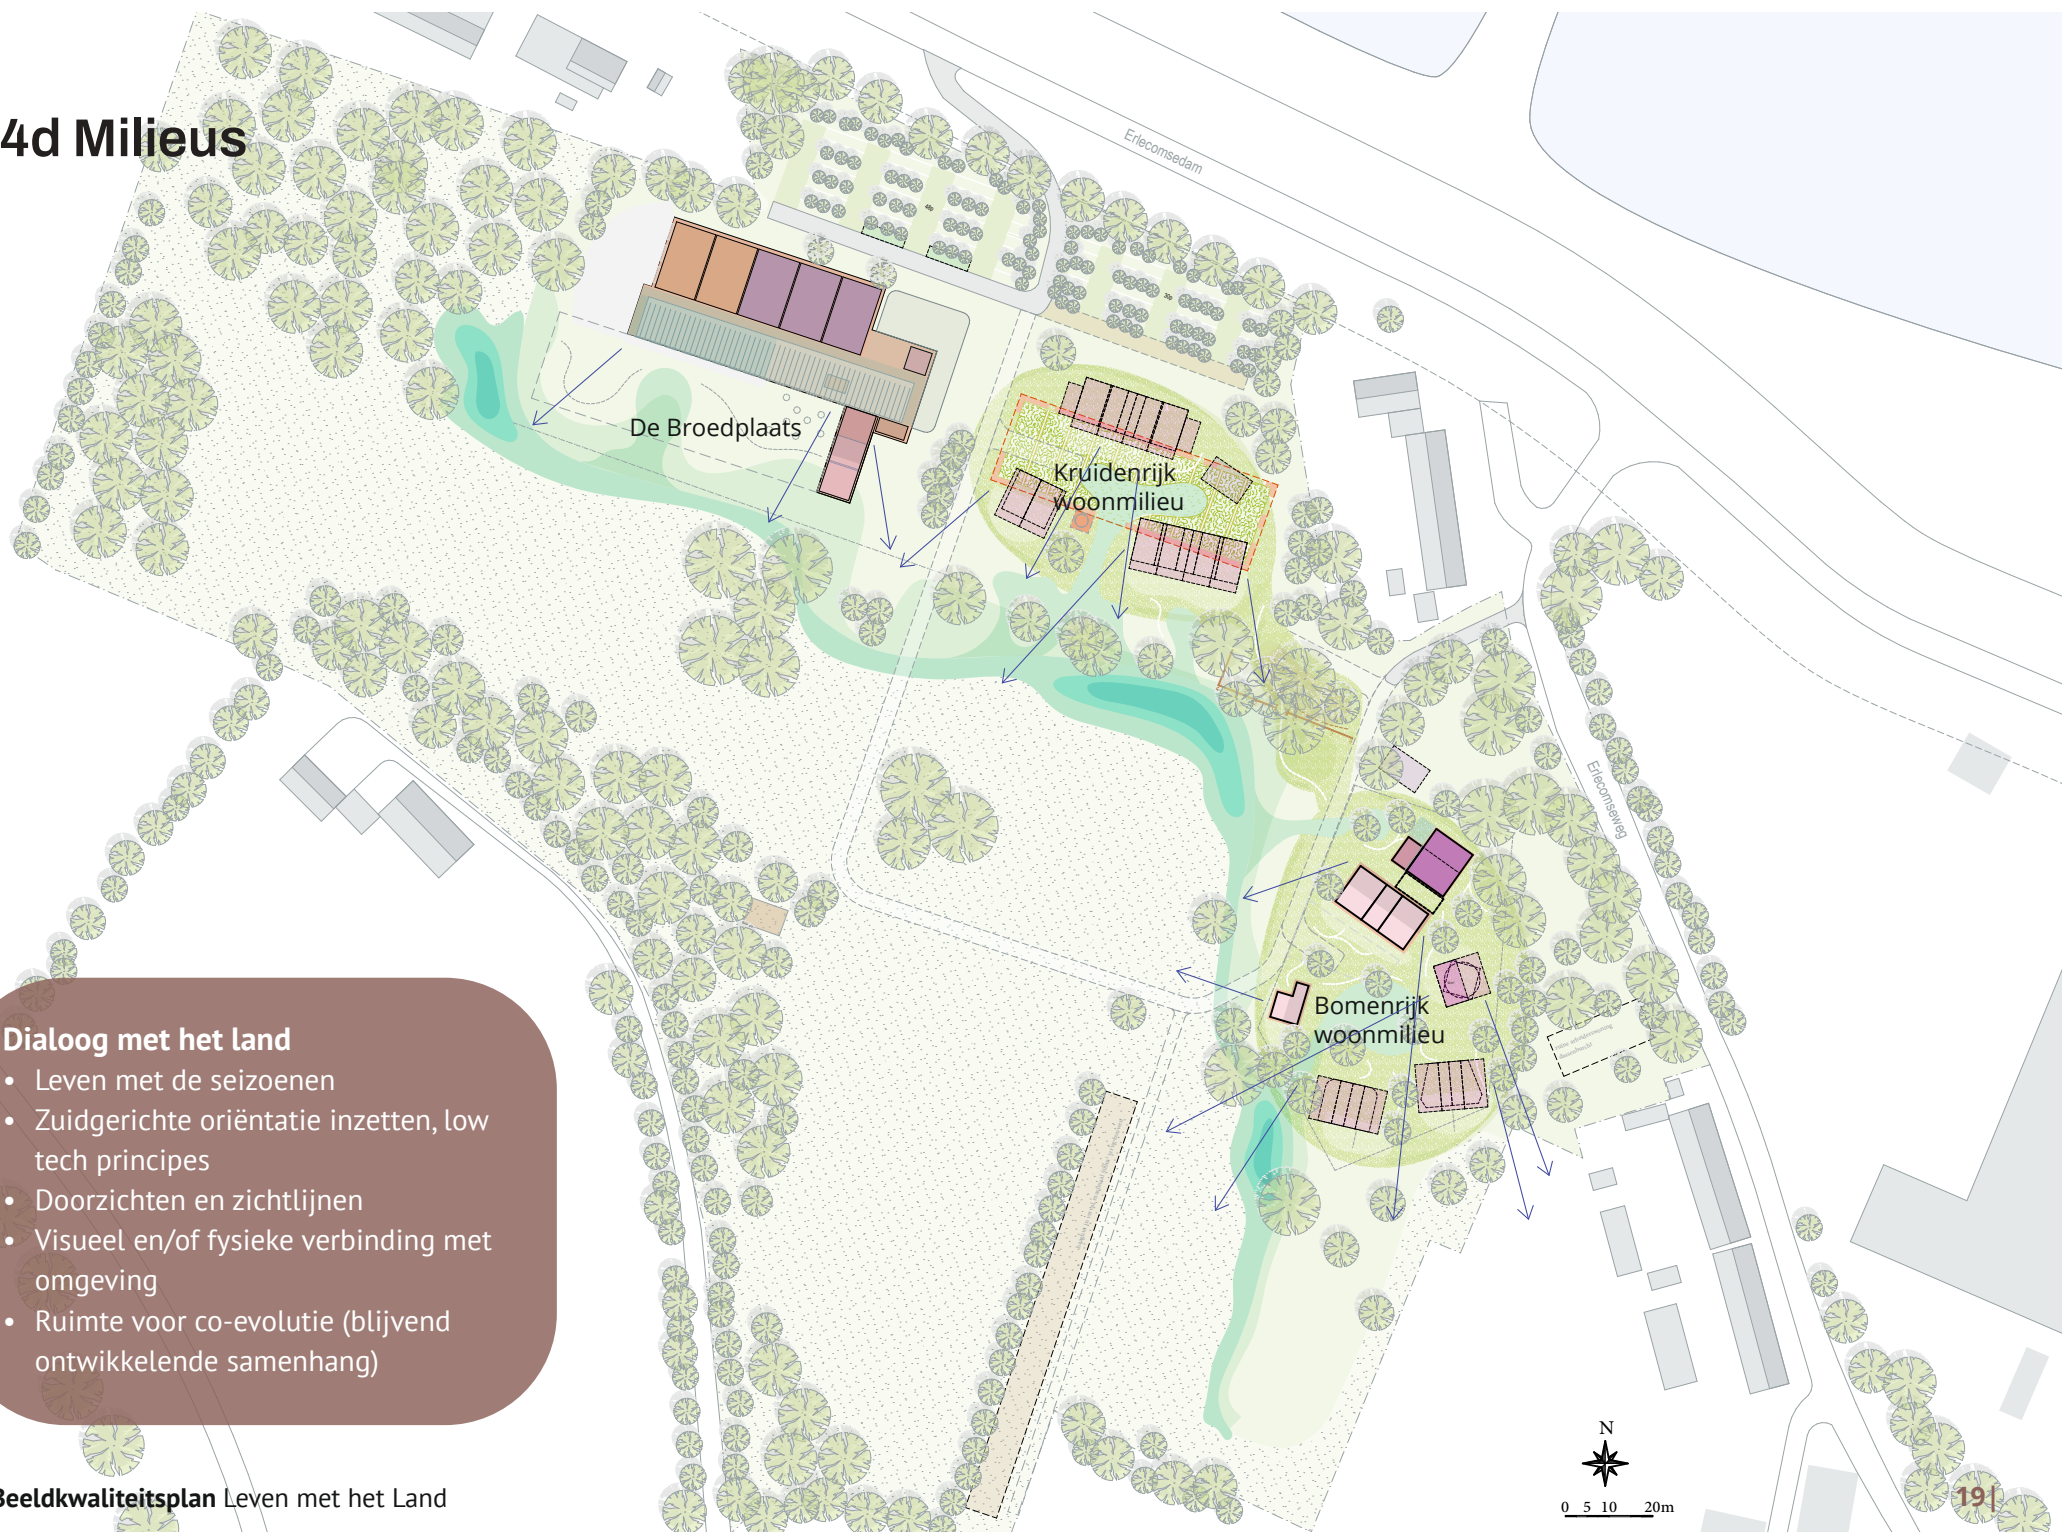 4d Milieus
Erlecomsedam
De Broedplaats
Kruidenrijk
woonmilieu
Erlecomseweg
Bomenrijk
woonmilieu
Dialoog met het land
• Leven met de seizoenen
• Zuidgerichte oriëntatie inzetten, low
tech principes
• Doorzichten en zichtlijnen
• Visueel en/of fysieke verbinding met
omgeving
• Ruimte voor co-evolutie (blijvend
ontwikkelende samenhang)
N
0 5 10 20m
Beeldkwaliteitsplan Leven met het Land
19|